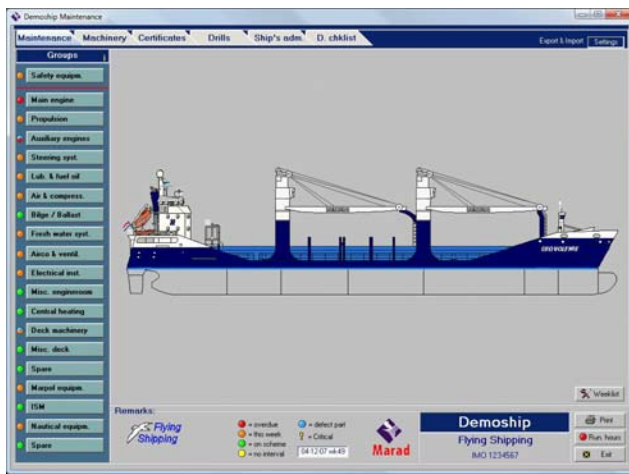 Demoship Maintenance
Maintenance Machinery Certificates Drills Ship's adm. D. chklist
Export & Import Settings
Groups
Safety equipm.
Main engine
Propulsion
Auxiliary engines
Steering syst.
Lub. & fuel oil
Air & compress.
Bilge / Ballast
Fresh water syst.
Airco & ventil.
Electrical inst.
Misc. engineroom
Central heating
Deck machinery
Misc. deck
Spare
Marpol equipm.
ISM
Nautical equipm.
Spare
DEO VOLENTE
Weeklist
Remarks:
Flying Shipping
= overdue
= this week
= on scheme
= no interval
= defect part
= Critical
04-12-07 wk 49
Marad
Demoship
Flying Shipping
IMO 1234567
Print
Run. hours
Exit